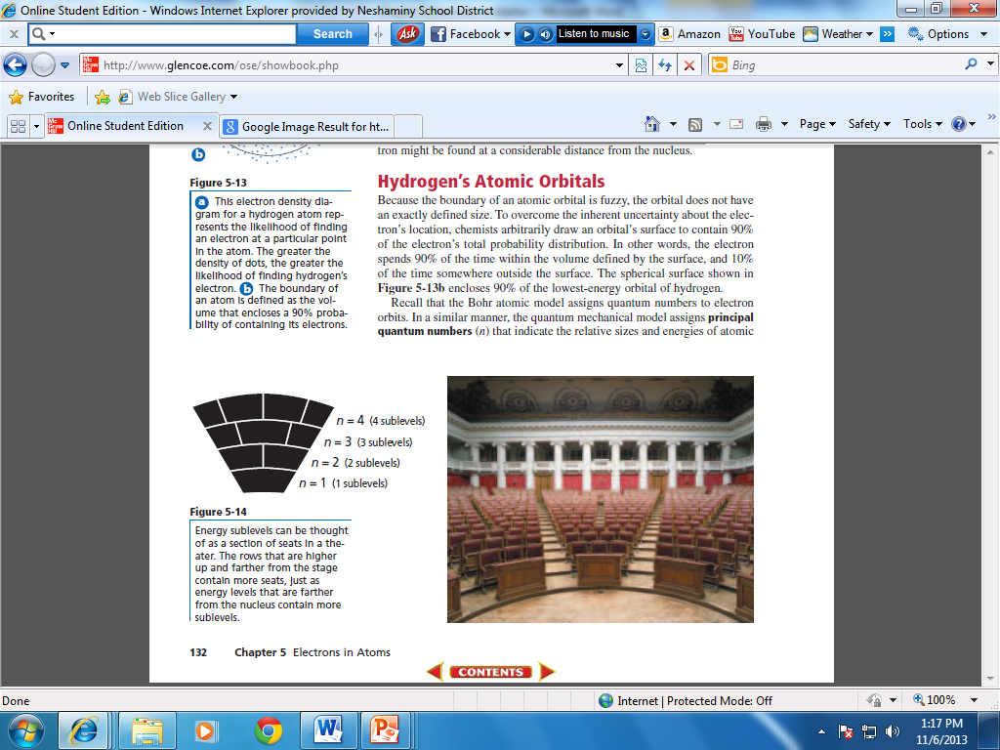 Online Student Edition - Windows Internet Explorer provided by Neshaminy School District
x Search Ask Facebook Listen to music a Amazon You Tube YouTube Weather » Options
http://www.glencoe.com/ose/showbook.php Bing
Favorites Web Slice Gallery
Online Student Edition x Google Image Result for ht... Page Safety Tools »
b
tron might be found at a considerable distance from the nucleus.
Figure 5-13
a This electron density dia-
gram for a hydrogen atom rep-
resents the likelihood of finding
an electron at a particular point
in the atom. The greater the
density of dots, the greater the
likelihood of finding hydrogen's
electron. b The boundary of
an atom is defined as the vol-
ume that encloses a 90% proba-
bility of containing its electrons.
Hydrogen's Atomic Orbitals
Because the boundary of an atomic orbital is fuzzy, the orbital does not have
an exactly defined size. To overcome the inherent uncertainty about the elec-
tron's location, chemists arbitrarily draw an orbital's surface to contain 90%
of the electron's total probability distribution. In other words, the electron
spends 90% of the time within the volume defined by the surface, and 10%
of the time somewhere outside the surface. The spherical surface shown in
Figure 5-13b encloses 90% of the lowest-energy orbital of hydrogen.
Recall that the Bohr atomic model assigns quantum numbers to electron
orbits. In a similar manner, the quantum mechanical model assigns principal
quantum numbers (n) that indicate the relative sizes and energies of atomic
n = 4 (4 sublevels)
n = 3 (3 sublevels)
n = 2 (2 sublevels)
n = 1 (1 sublevels)
Figure 5-14
Energy sublevels can be thought
of as a section of seats in a the-
ater. The rows that are higher
up and farther from the stage
contain more seats, just as
energy levels that are farther
from the nucleus contain more
sublevels.
132 Chapter 5 Electrons in Atoms
CONTENTS
Done Internet | Protected Mode: Off 100%
1:17 PM
11/6/2013